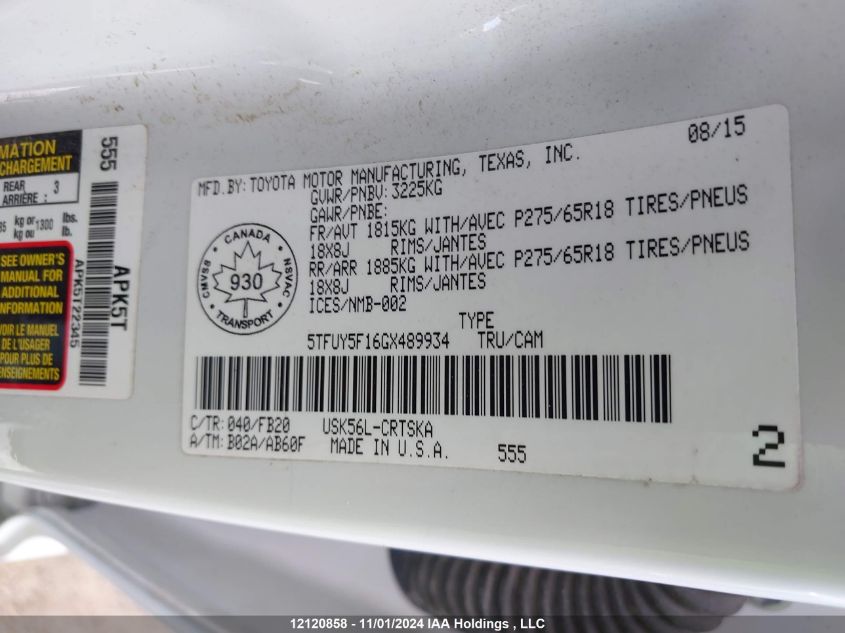 MATION
CHARGEMENT
REAR
ARRIÈRE : 3
kg or 1300 lbs.
kg ou lb.
SEE OWNER'S
MANUAL FOR
ADDITIONAL
INFORMATION
VOIR LE MANUEL
DE L'USAGER
POUR PLUS DE
RENSEIGNEMENTS
555
APK5T
APK5T22345
08/15
MFD.BY: TOYOTA MOTOR MANUFACTURING, TEXAS, INC.
GVWR/PNBV: 3225KG
GAWR/PNBE:
FR/AVT 1815KG WITH/AVEC P275/65R18 TIRES/PNEUS
18X8J RIMS/JANTES
RR/ARR 1885KG WITH/AVEC P275/65R18 TIRES/PNEUS
18X8J RIMS/JANTES
ICES/NMB-002
CANADA
CMVSS 930 NSVAC
TRANSPORT
TYPE
5TFUY5F16GX489934 TRU/CAM
C/TR: 040/FB20 USK56L-CRTSKA
A/TM: B02A/AB60F MADE IN U.S.A. 555
2
12120858 - 11/01/2024 IAA Holdings , LLC